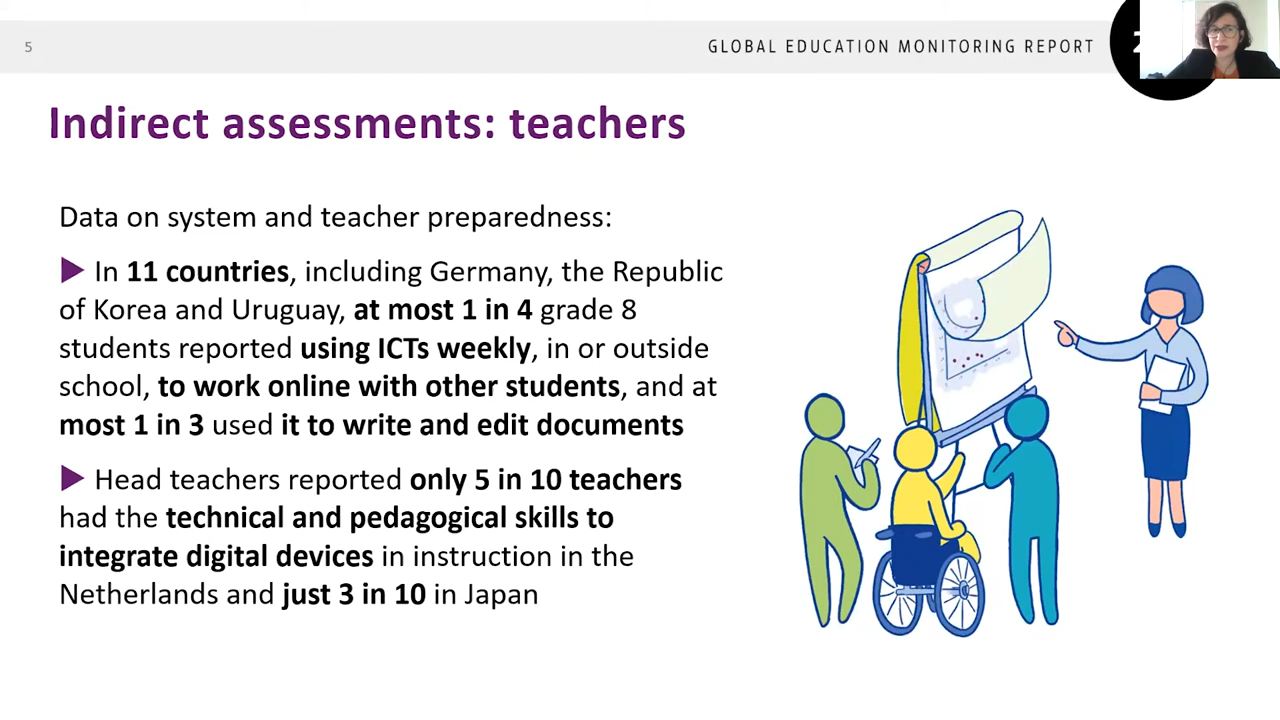 5
GLOBAL EDUCATION MONITORING REPORT
Indirect assessments: teachers
Data on system and teacher preparedness:
In 11 countries, including Germany, the Republic
of Korea and Uruguay, at most 1 in 4 grade 8
students reported using ICTs weekly, in or outside
school, to work online with other students, and at
most 1 in 3 used it to write and edit documents
Head teachers reported only 5 in 10 teachers
had the technical and pedagogical skills to
integrate digital devices in instruction in the
Netherlands and just 3 in 10 in Japan